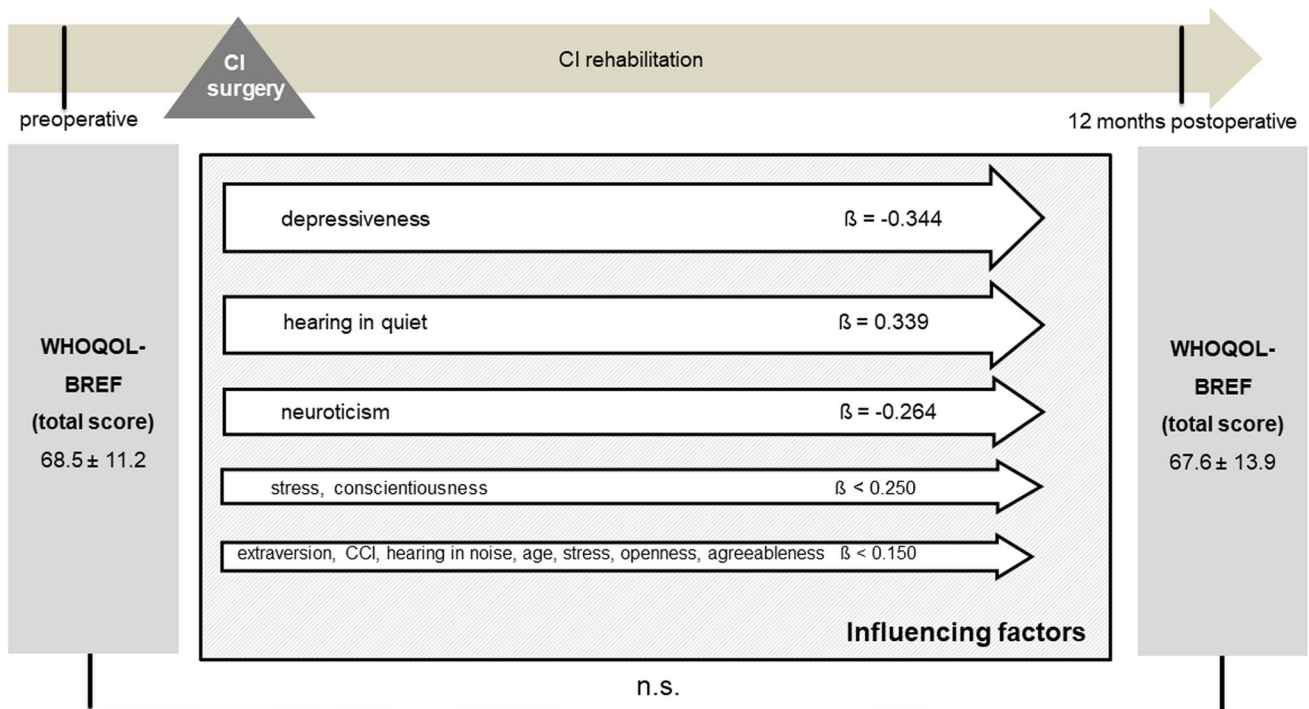 CI rehabilitation
CI
surgery
preoperative
12 months postoperative
WHOQOL-
BREF
(total score)
68.5 ± 11.2
depressiveness ß = -0.344
hearing in quiet ß = 0.339
neuroticism ß = -0.264
stress, conscientiousness ß < 0.250
extraversion, CCI, hearing in noise, age, stress, openness, agreeableness ß < 0.150
Influencing factors
WHOQOL-
BREF
(total score)
67.6 ± 13.9
n.s.